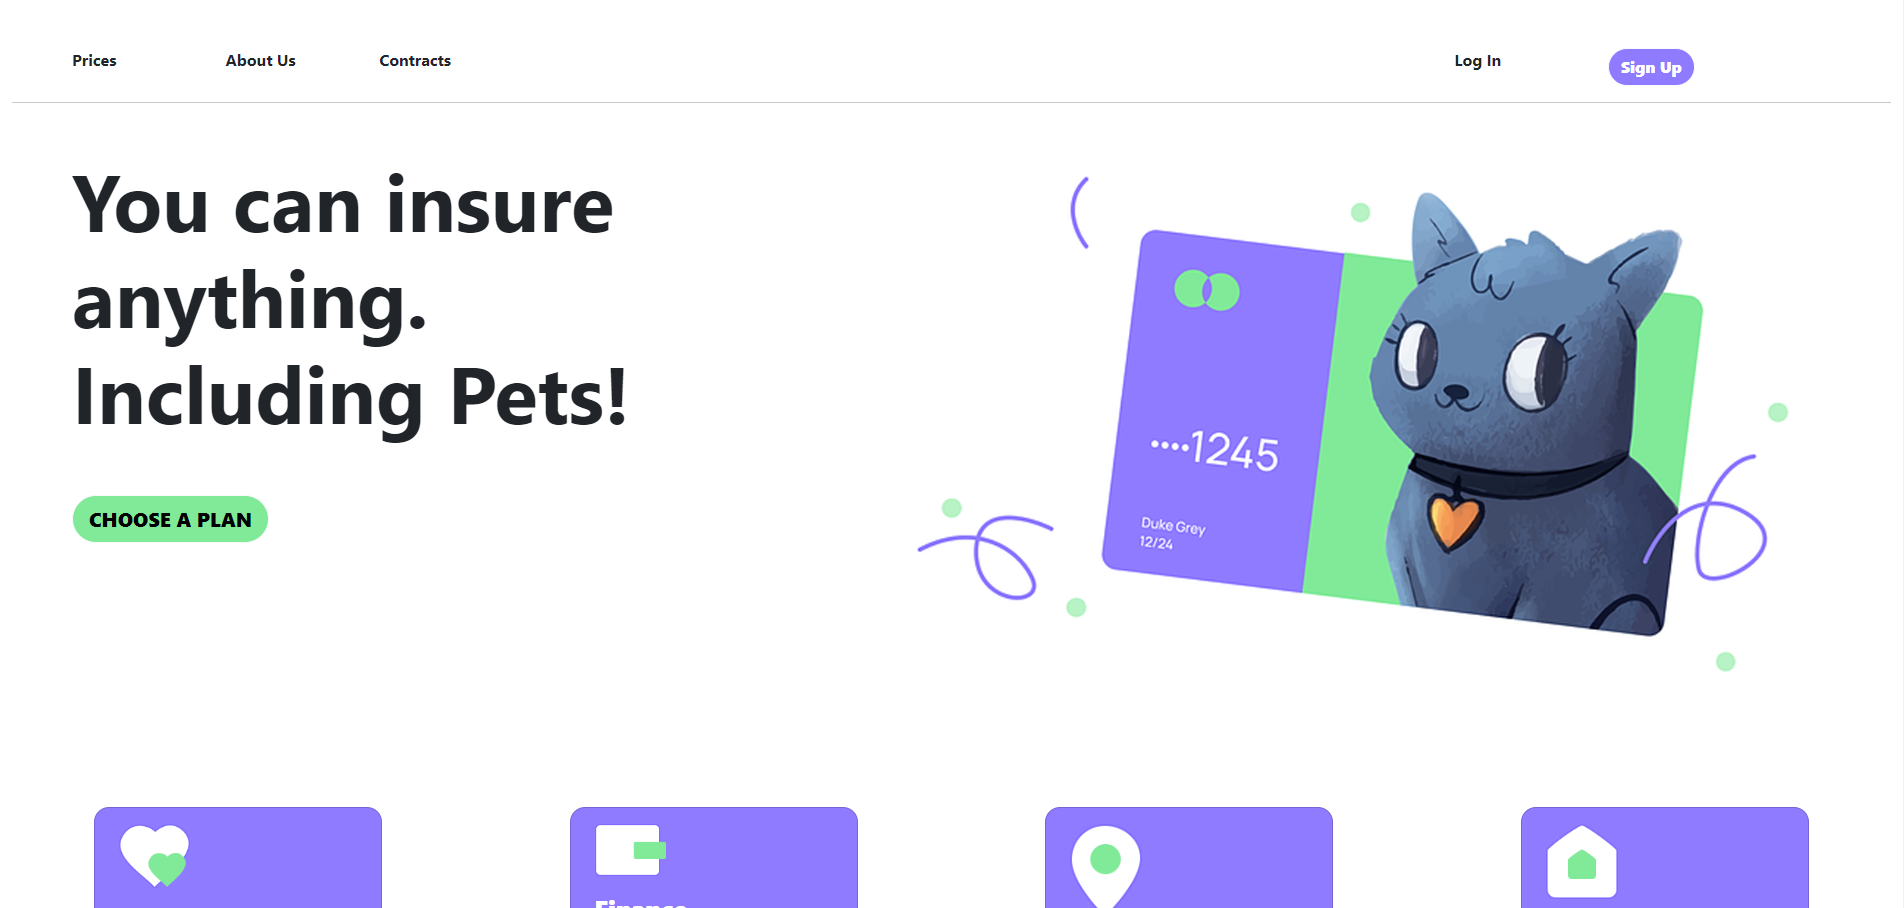 Prices
About Us
Contracts
Log In
Sign Up
You can insure
anything.
Including Pets!
CHOOSE A PLAN
••••1245
Duke Grey
12/24
Finance